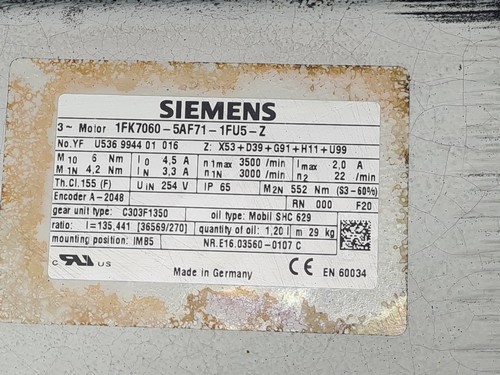 SIEMENS
3~ Motor 1FK7060-5AF71-1FU5-Z
No.YF U536 9944 01 016 Z: X53+D39+G91+H11+U99
M10 6 Nm I0 4,5 A n1max 3500 /min Imax 2,0 A
M1N 4,2 Nm IN 3,3 A n1N 3000 /min n2 22 /min
Th.Cl.155 (F) UIN 254 V IP 65 M2N 552 Nm (S3-60%)
Encoder A-2048 RN 000 F20
gear unit type: C303F1350 oil type: Mobil SHC 629
ratio: i=135,441 [36569/270] quantity of oil: 1,20 l m 29 kg
mounting position: IMB5 NR.E16.03560-0107 C
c RU US Made in Germany CE EN 60034